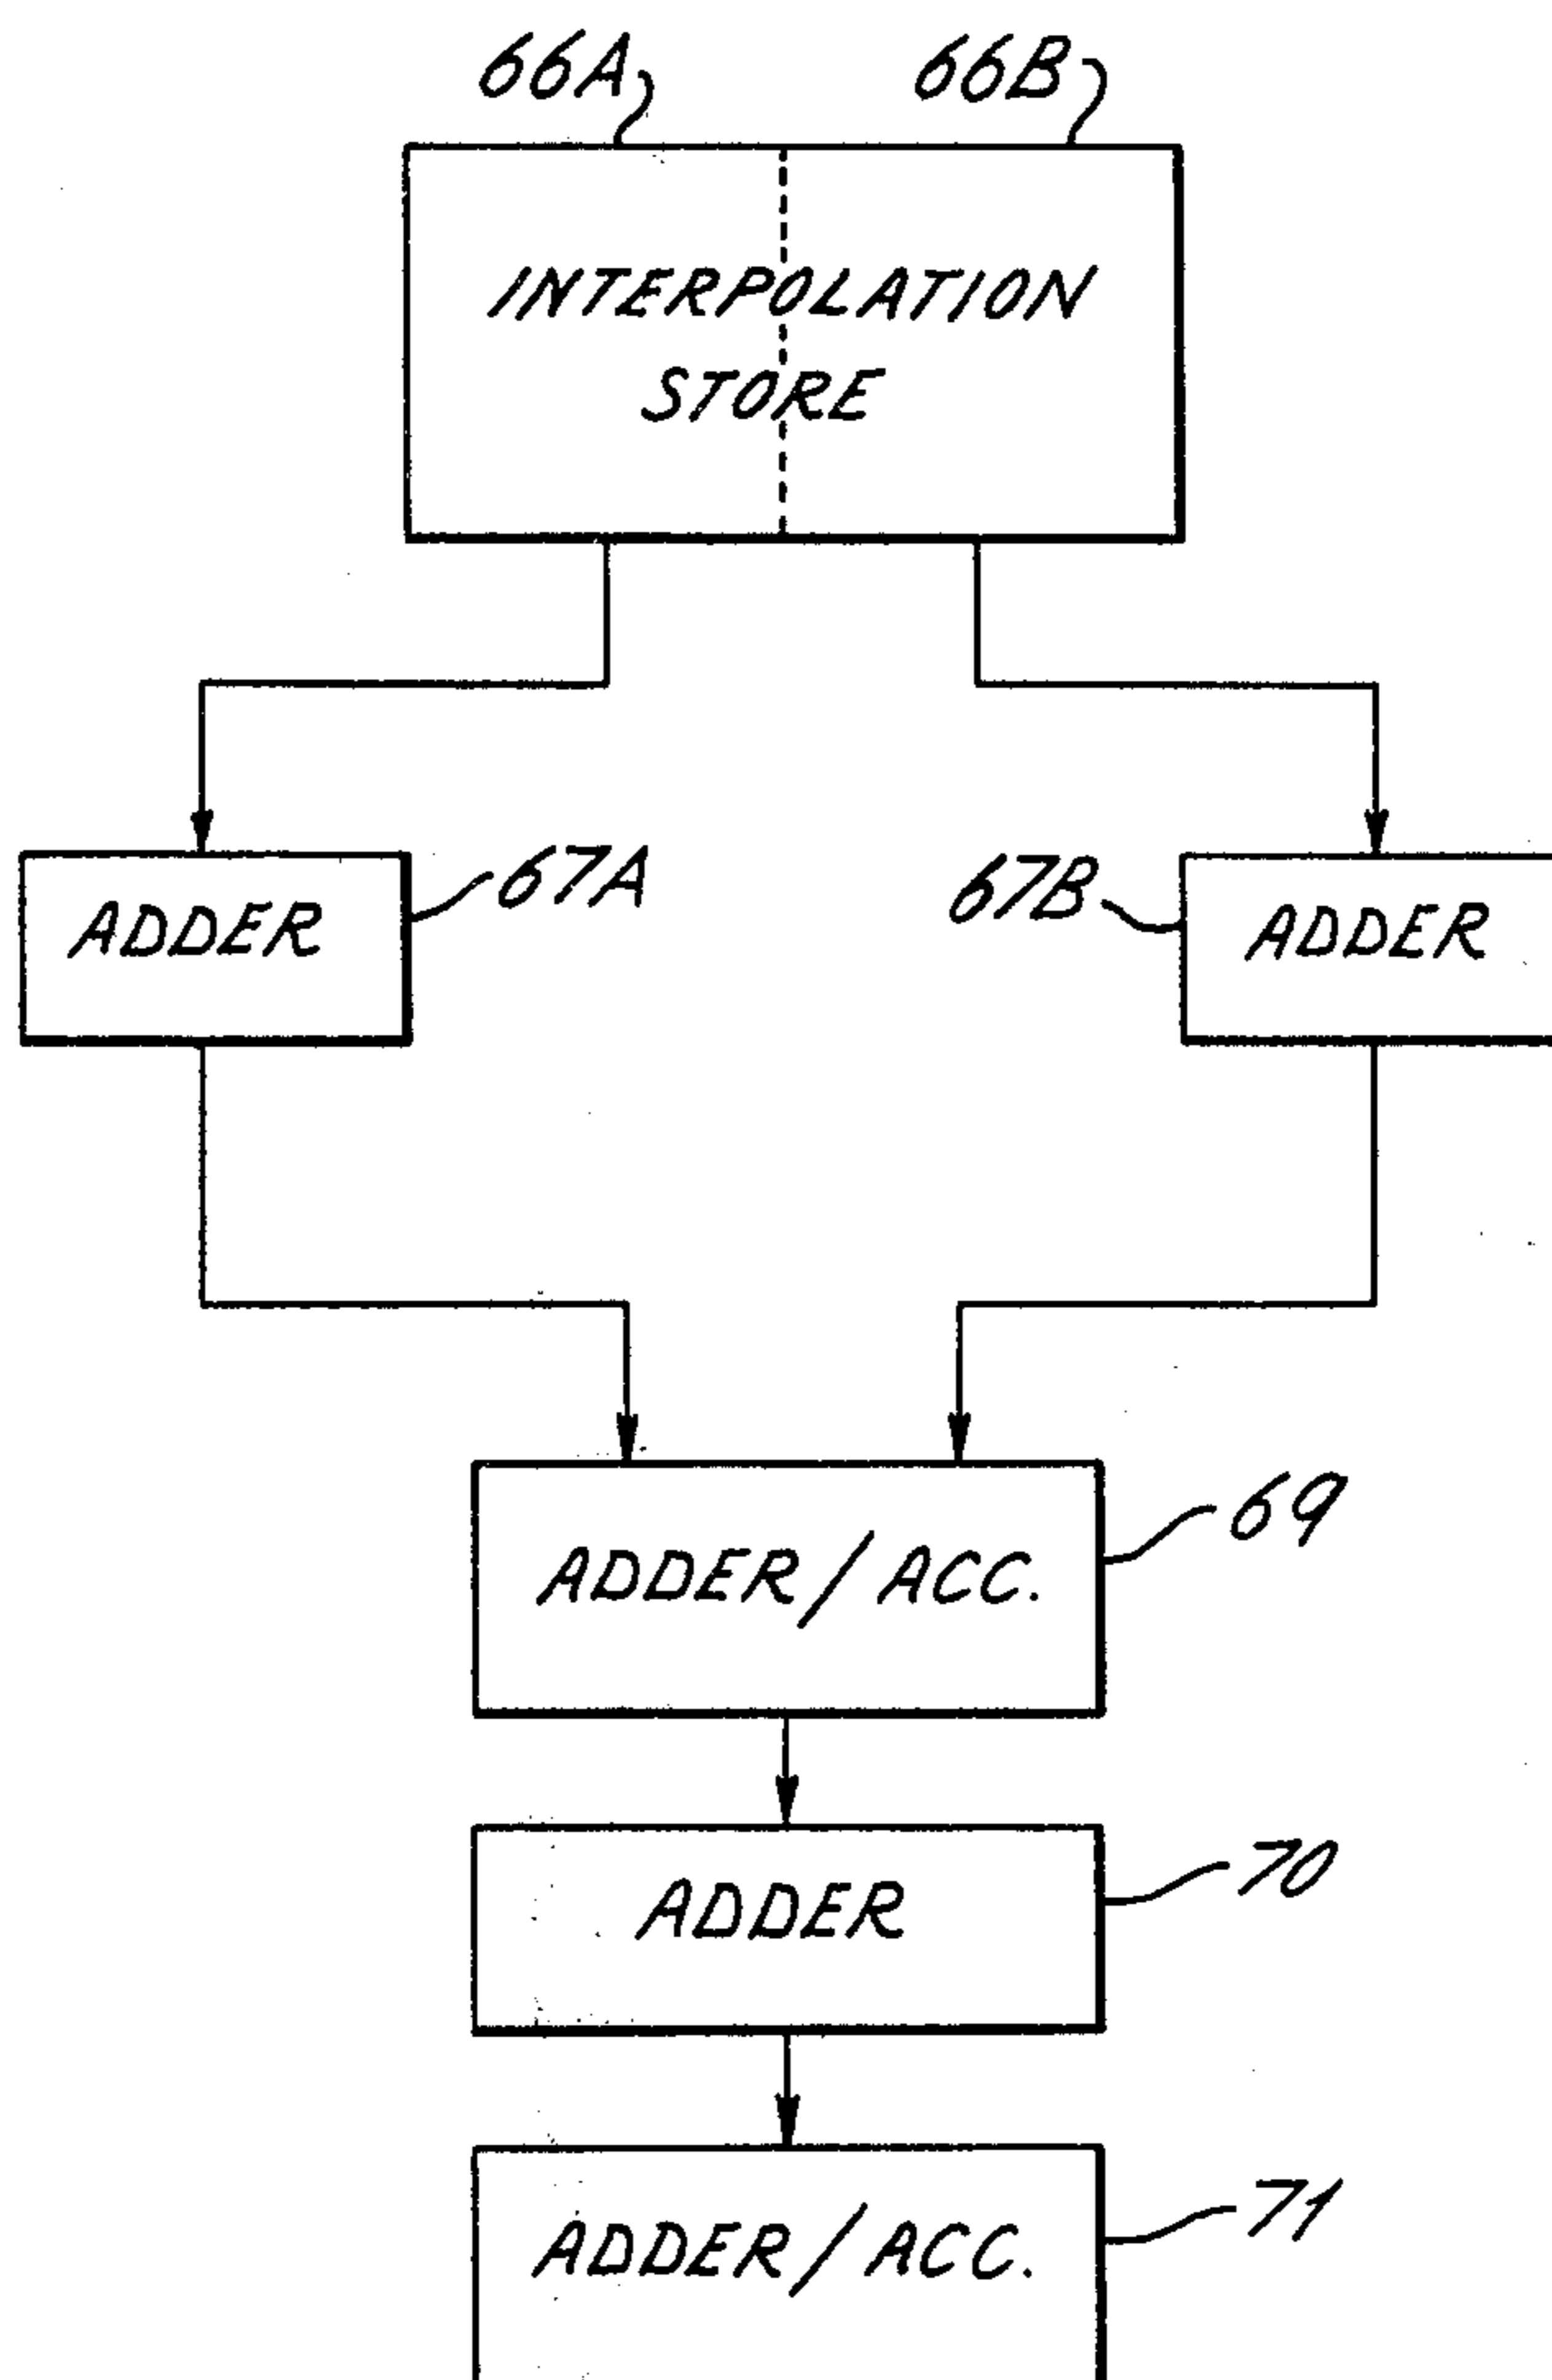 66A 66B
INTERPOLATION
STORE
67A 67B
ADDER ADDER
69
ADDER/ACC.
70
ADDER
71
ADDER/ACC.